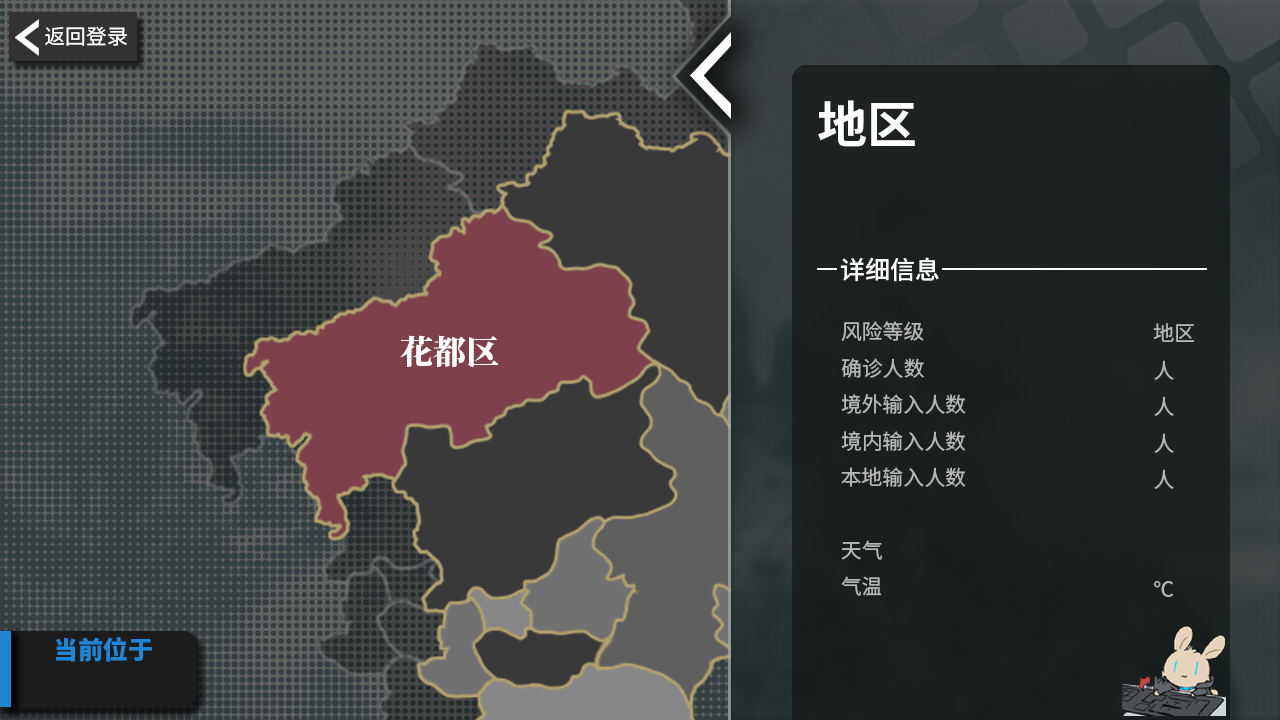 返回登录
花都区
当前位于
地区
详细信息
风险等级 地区
确诊人数 人
境外输入人数 人
境内输入人数 人
本地输入人数 人
天气
气温 ℃